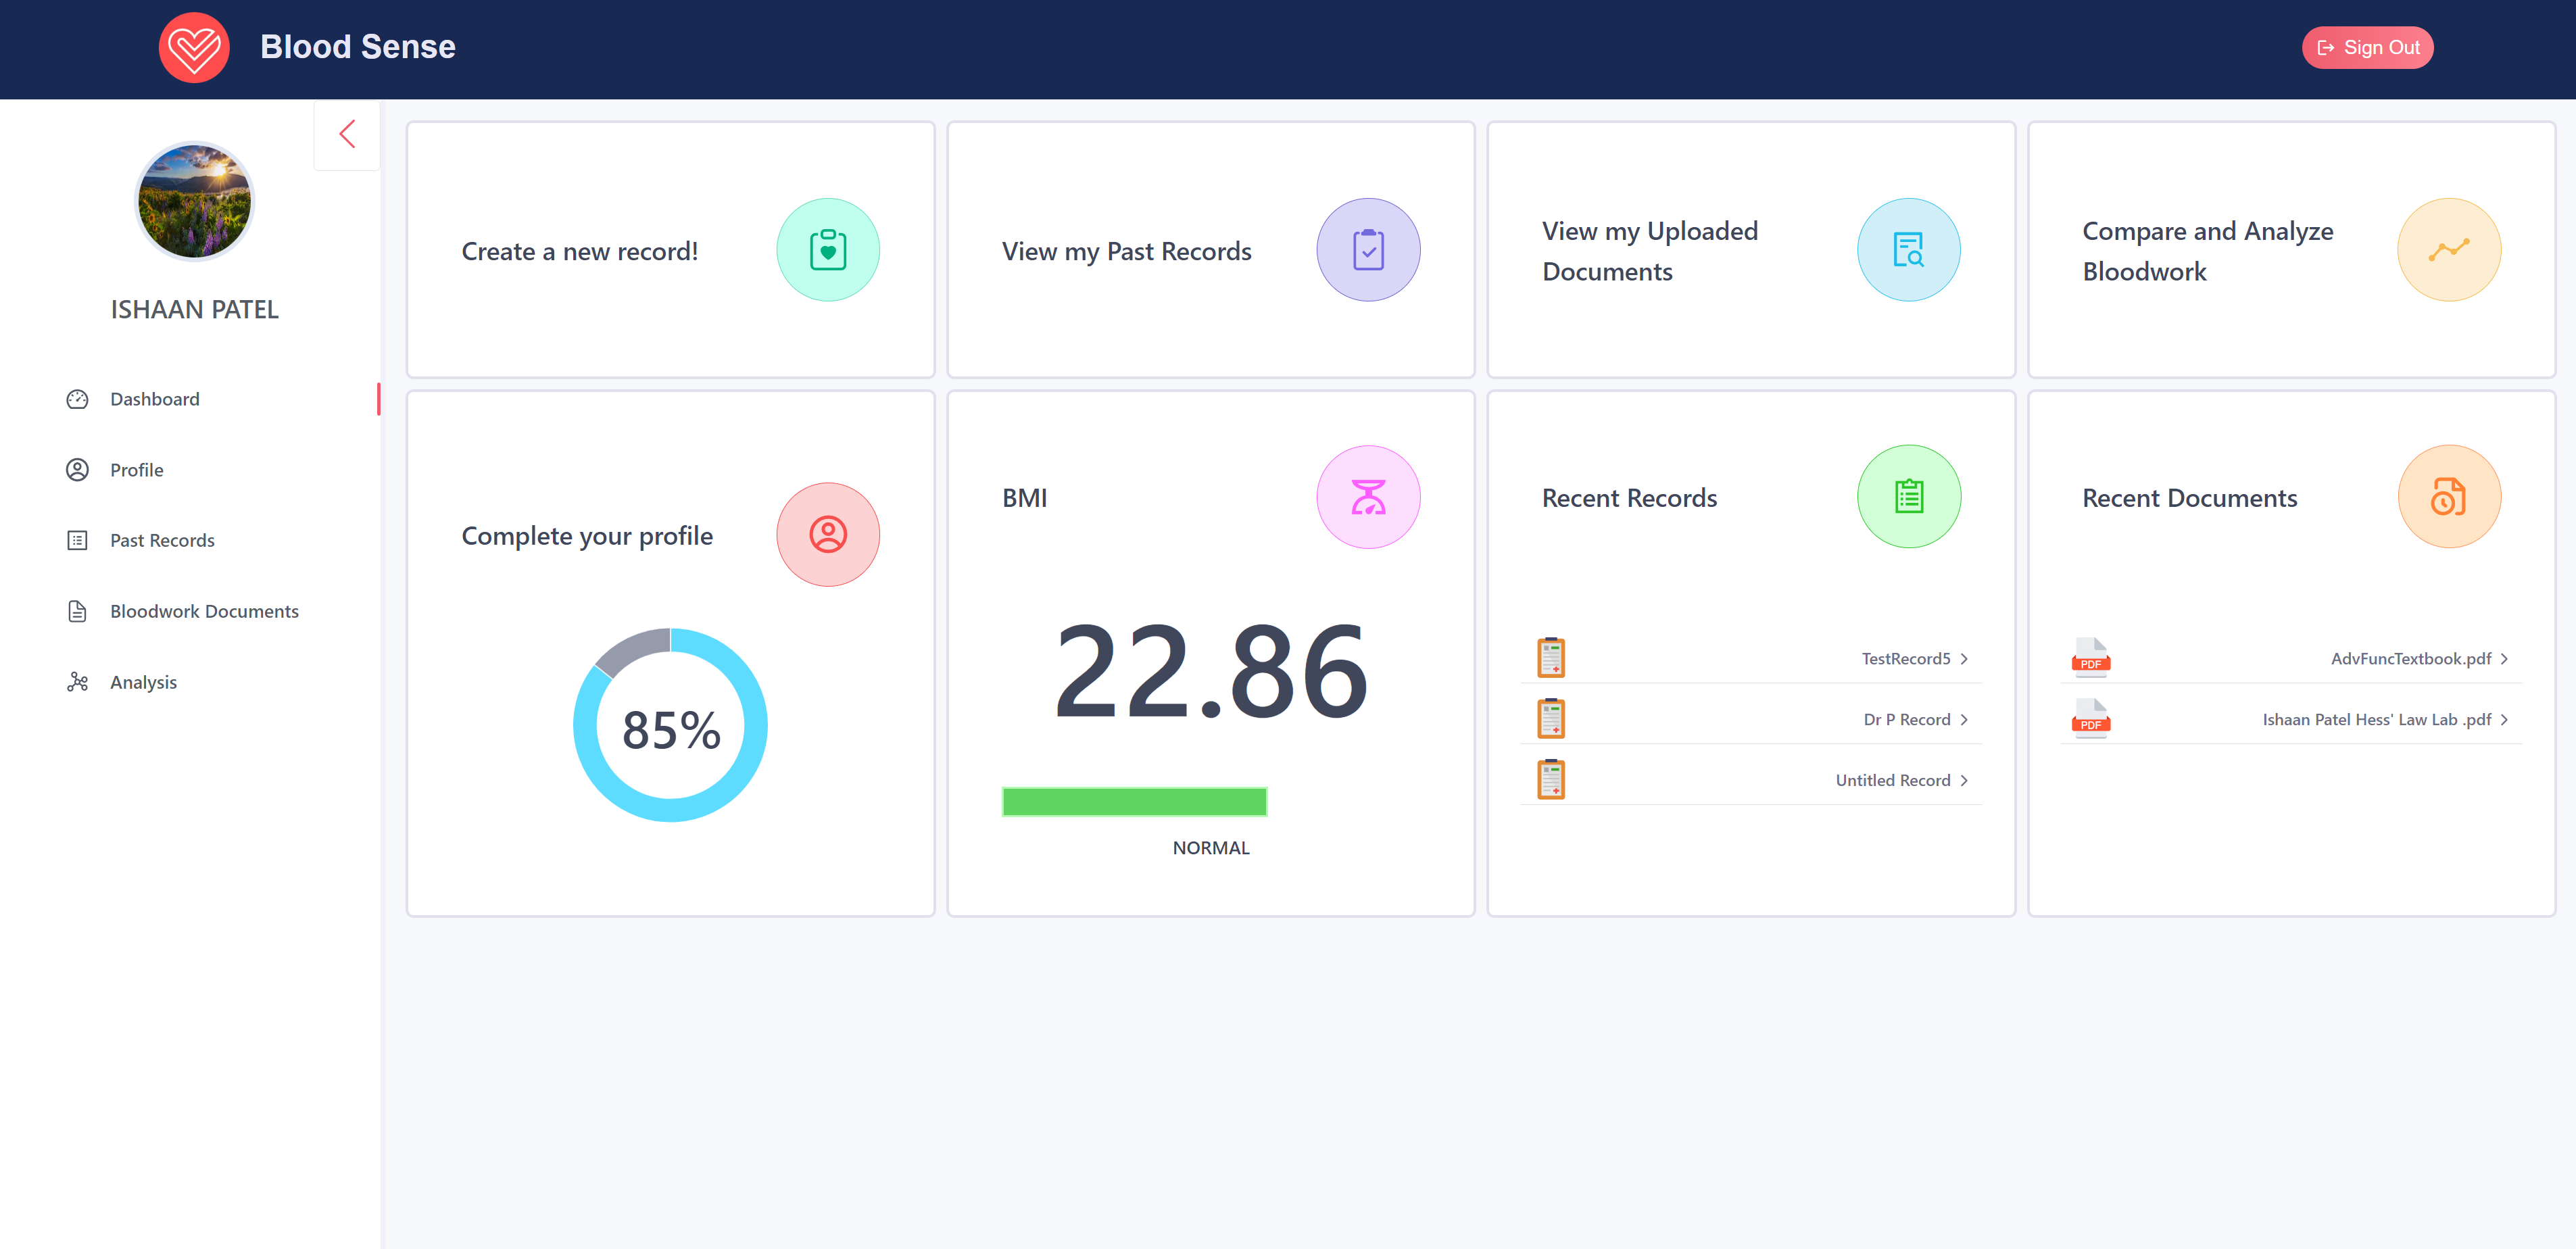 Blood Sense
Sign Out
ISHAAN PATEL
Dashboard
Profile
Past Records
Bloodwork Documents
Analysis
Create a new record!
View my Past Records
View my Uploaded
Documents
Compare and Analyze
Bloodwork
Complete your profile
85%
BMI
22.86
NORMAL
Recent Records
TestRecord5
Dr P Record
Untitled Record
Recent Documents
PDF
AdvFuncTextbook.pdf
PDF
Ishaan Patel Hess' Law Lab .pdf